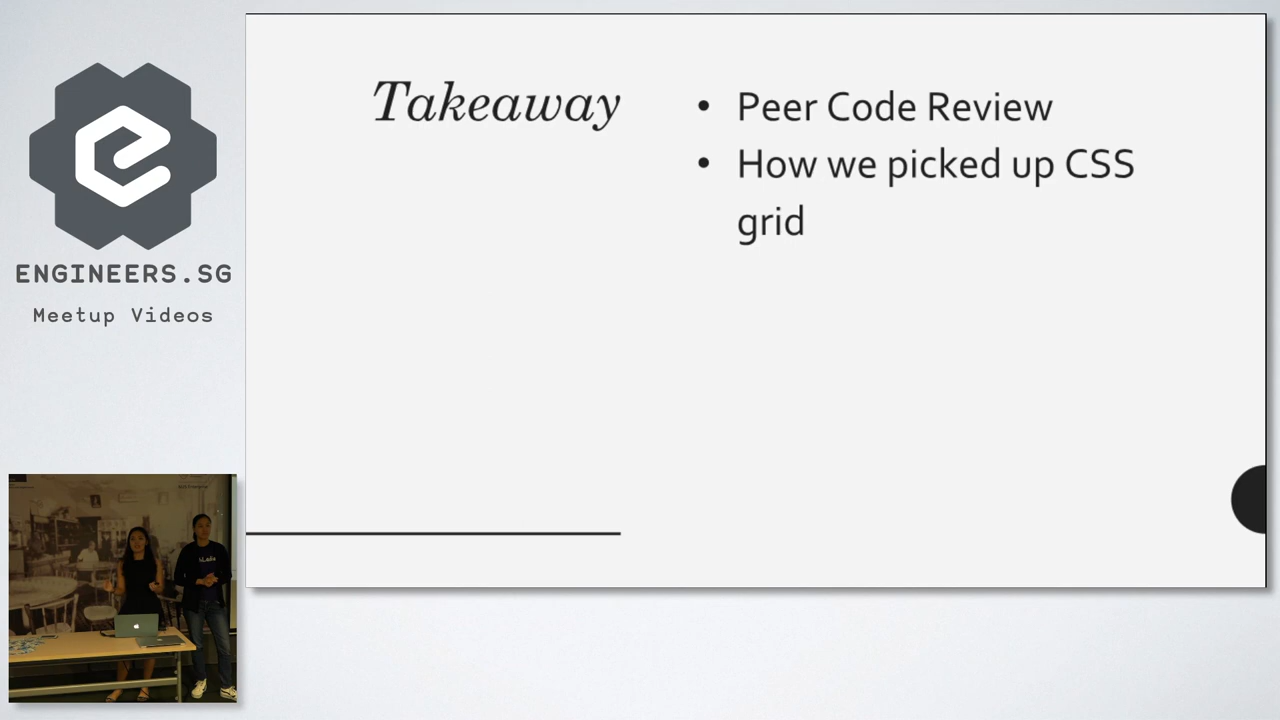 Takeaway
• Peer Code Review
• How we picked up CSS
grid
ENGINEERS.SG
Meetup Videos